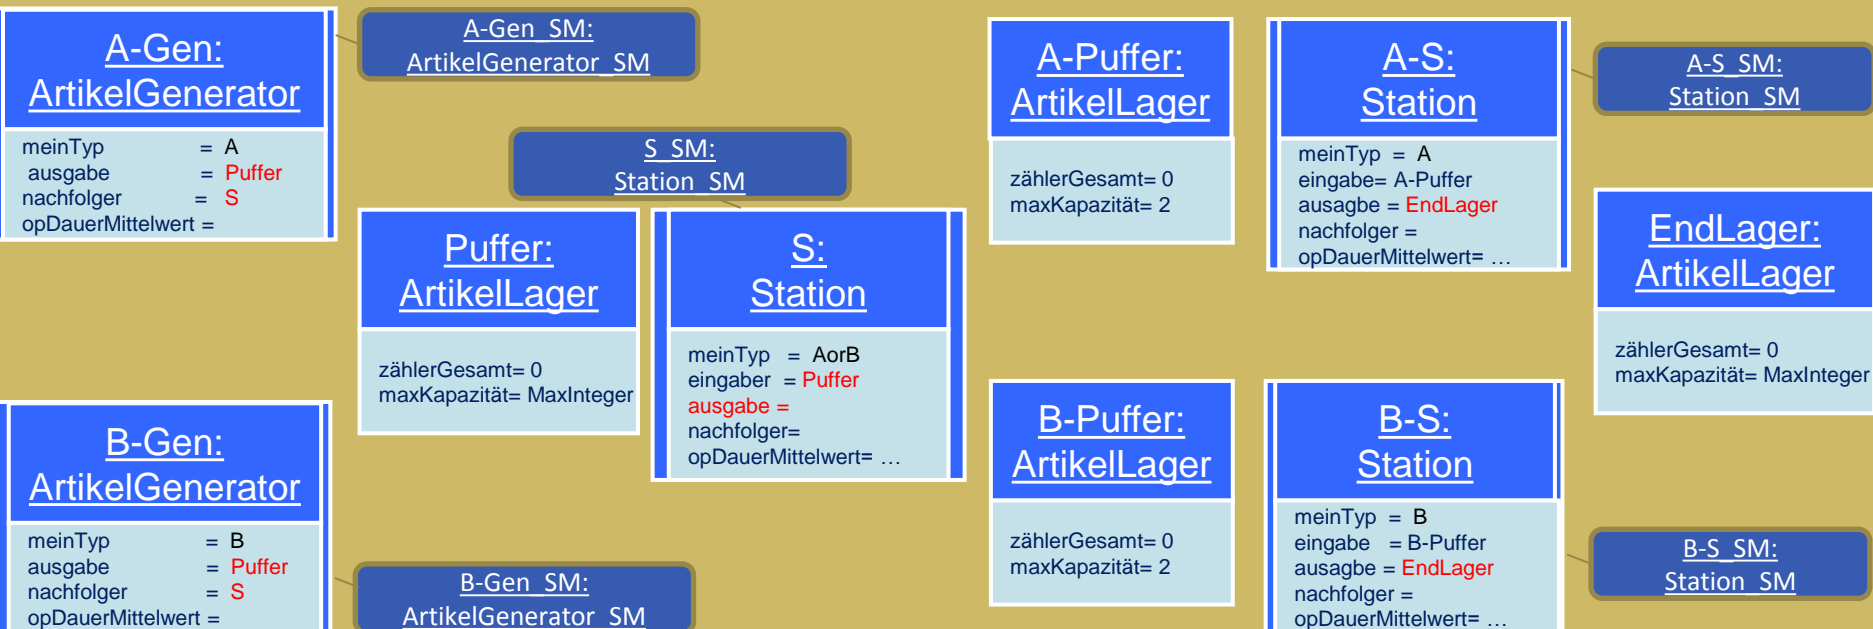 A-Gen:
ArtikelGenerator
meinTyp = A
ausgabe = Puffer
nachfolger = S
opDauerMittelwert =
A-Gen_SM:
ArtikelGenerator_SM
S_SM:
Station_SM
Puffer:
ArtikelLager
zählerGesamt= 0
maxKapazität= MaxInteger
S:
Station
meinTyp = AorB
eingaber = Puffer
ausgabe =
nachfolger=
opDauerMittelwert= …
B-Gen:
ArtikelGenerator
meinTyp = B
ausgabe = Puffer
nachfolger = S
opDauerMittelwert =
B-Gen_SM:
ArtikelGenerator_SM
A-Puffer:
ArtikelLager
zählerGesamt= 0
maxKapazität= 2
A-S:
Station
meinTyp = A
eingabe= A-Puffer
ausagbe = EndLager
nachfolger =
opDauerMittelwert= …
A-S_SM:
Station_SM
EndLager:
ArtikelLager
zählerGesamt= 0
maxKapazität= MaxInteger
B-Puffer:
ArtikelLager
zählerGesamt= 0
maxKapazität= 2
B-S:
Station
meinTyp = B
eingabe = B-Puffer
ausagbe = EndLager
nachfolger =
opDauerMittelwert= …
B-S_SM:
Station_SM